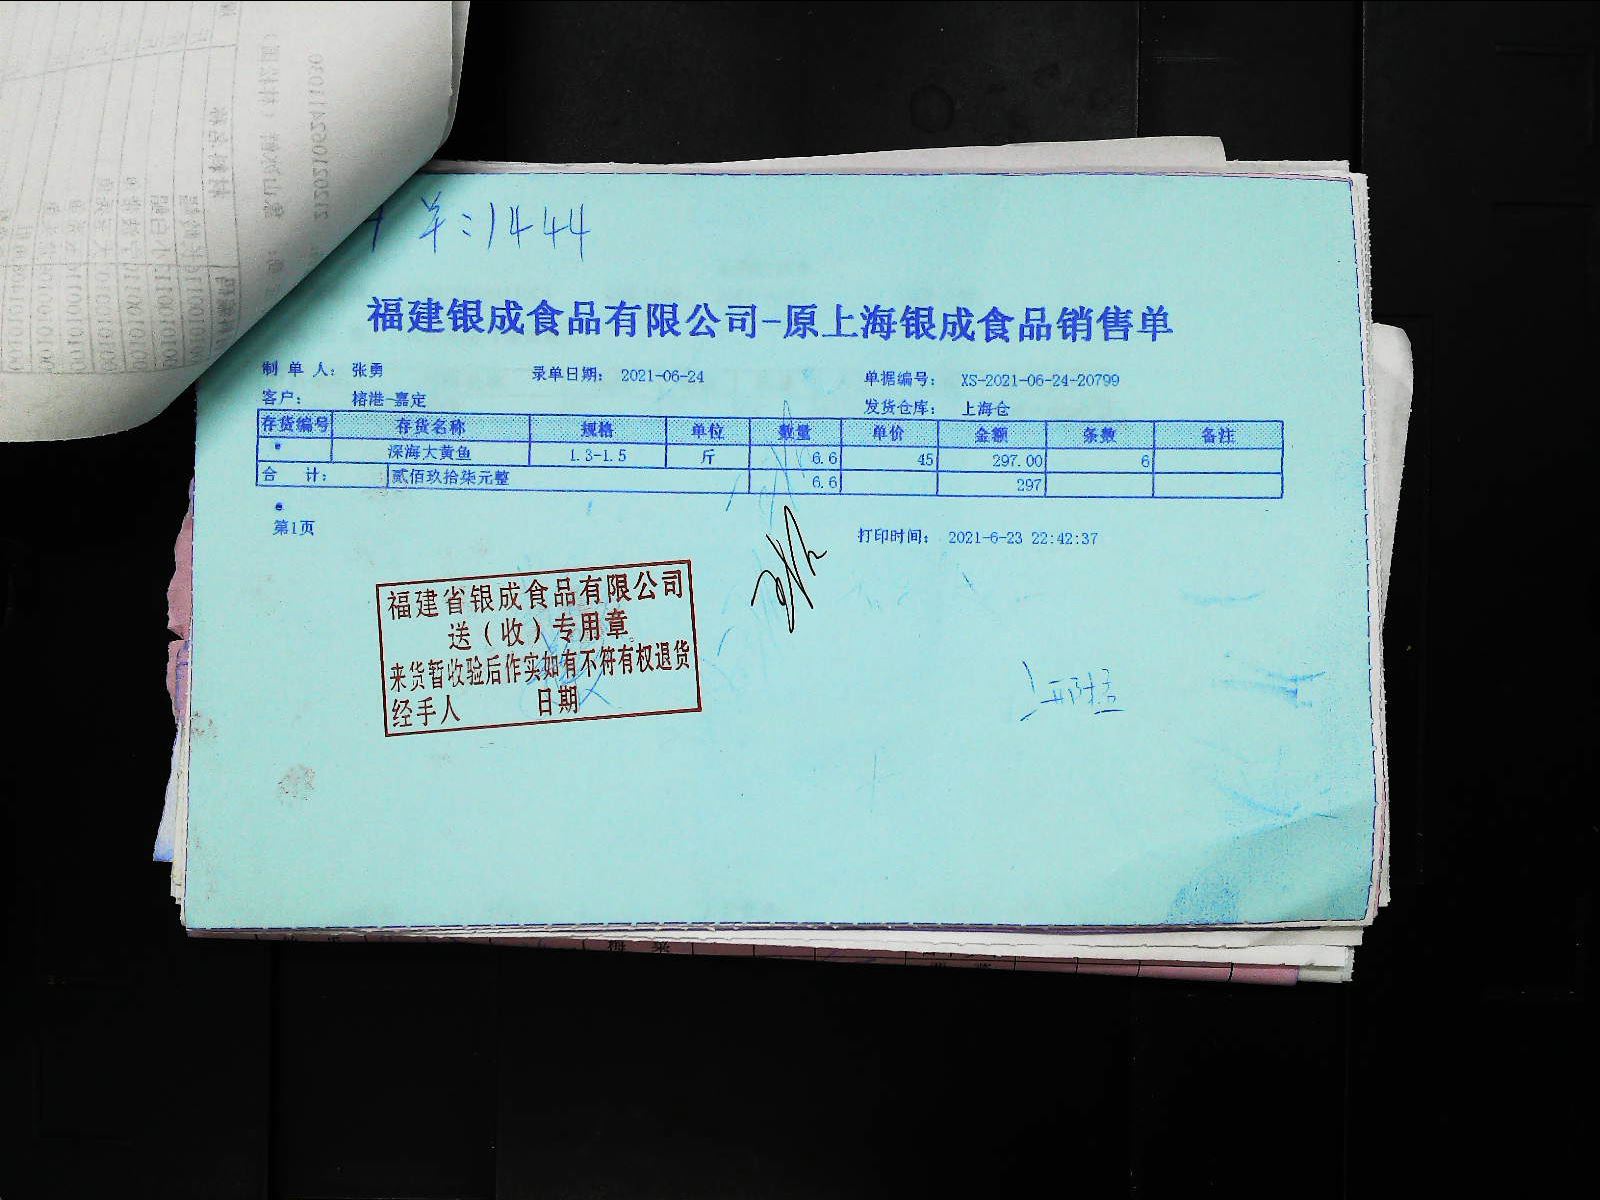 羊:1444
福建银成食品有限公司-原上海银成食品销售单
制单人: 张勇 录单日期: 2021-06-24 单据编号: XS-2021-06-24-20799
客户: 榕港-嘉定 发货仓库: 上海仓
存货编号 存货名称 规格 单位 数量 单价 金额 条数 备注
深海大黄鱼 1.3-1.5 斤 6.6 45 297.00 6
合计: 贰佰玖拾柒元整 6.6 297
第1页 打印时间: 2021-6-23 22:42:37
福建省银成食品有限公司
送(收)专用章
来货暂收验后作实如有不符有权退货
经手人 日期